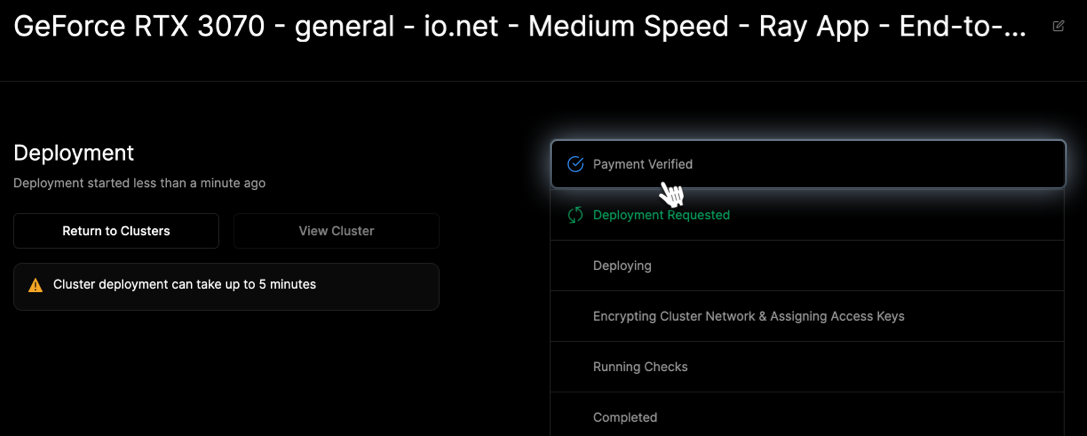 GeForce RTX 3070 - general - io.net - Medium Speed - Ray App - End-to-...
Deployment
Deployment started less than a minute ago
Return to Clusters
View Cluster
Cluster deployment can take up to 5 minutes
Payment Verified
Deployment Requested
Deploying
Encrypting Cluster Network & Assigning Access Keys
Running Checks
Completed